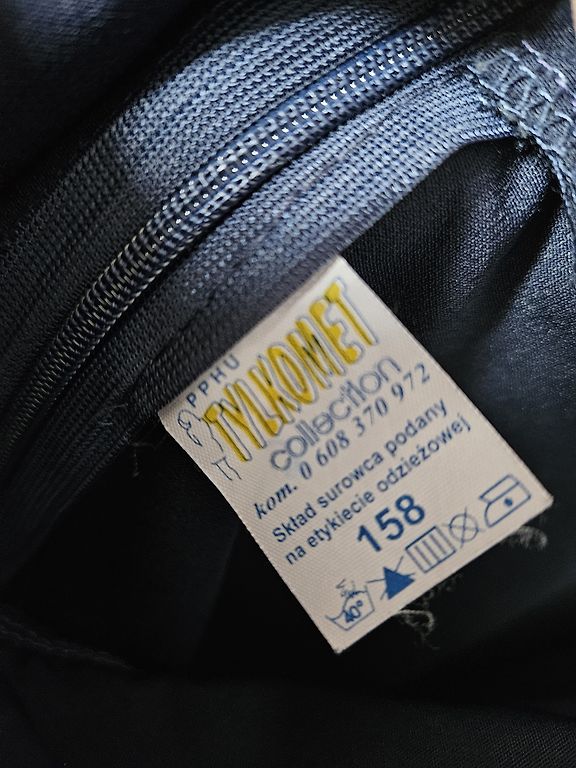 PPHU
TYLKOMET
collection
kom. 0 608 370 972
Skład surowca podany
na etykiecie odzieżowej
158
40°